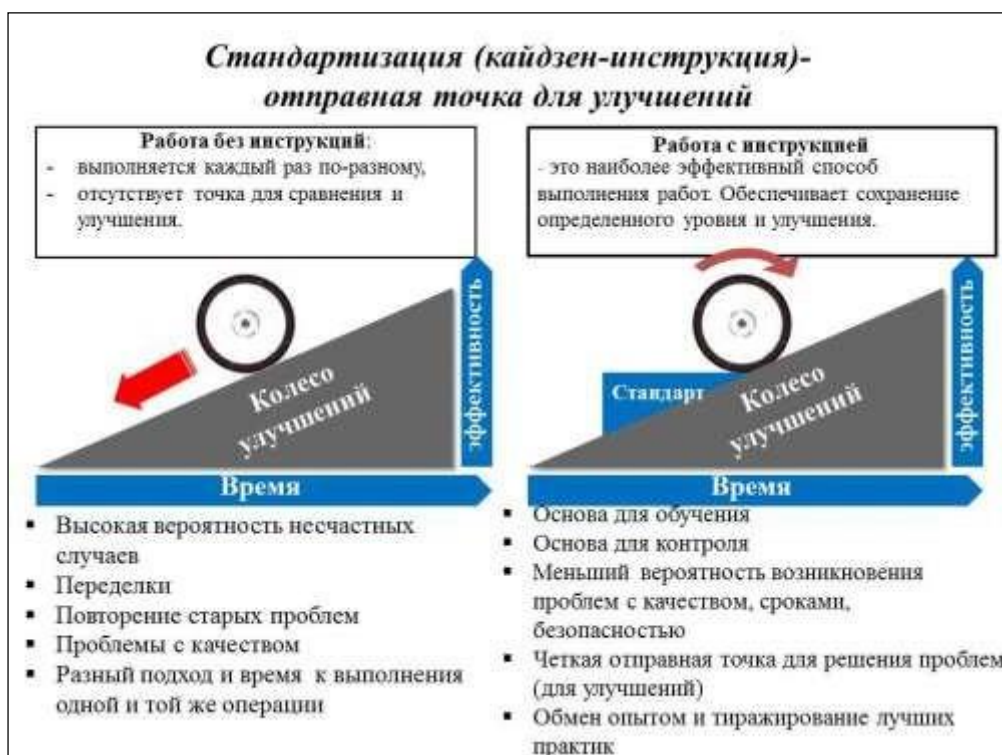 Стандартизация (кайдзен-инструкция)-
отправная точка для улучшений
Работа без инструкций:
- выполняется каждый раз по-разному,
- отсутствует точка для сравнения и
улучшения.
эффективность
Колесо
улучшений
Время
▪ Высокая вероятность несчастных
случаев
▪ Переделки
▪ Повторение старых проблем
▪ Проблемы с качеством
▪ Разный подход и время к выполнения
одной и той же операции
Работа с инструкцией
- это наиболее эффективный способ
выполнения работ. Обеспечивает сохранение
определенного уровня и улучшения.
эффективность
Стандарт
Колесо
улучшений
Время
▪ Основа для обучения
▪ Основа для контроля
▪ Меньший вероятность возникновения
проблем с качеством, сроками,
безопасностью
▪ Четкая отправная точка для решения проблем
(для улучшений)
▪ Обмен опытом и тиражирование лучших
практик